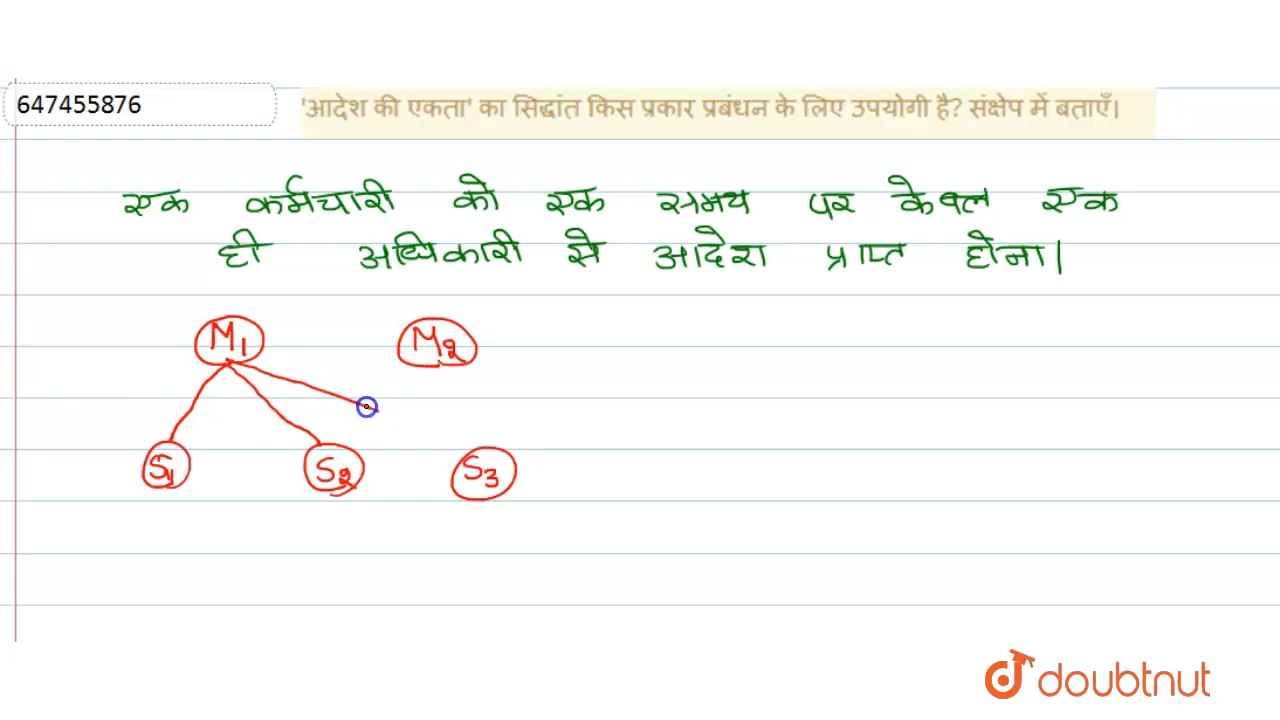 647455876
'आदेश की एकता' का सिद्धांत किस प्रकार प्रबंधन के लिए उपयोगी है? संक्षेप में बताएँ।
एक कर्मचारी को एक समय पर केवल एक
ही अधिकारी से आदेश प्राप्त होना।
M1 M2
S1 S2 S3
doubtnut